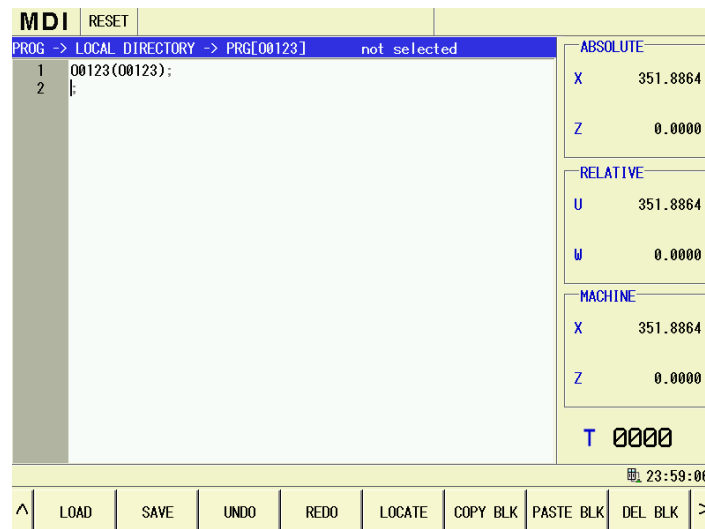 MDI RESET
PROG -> LOCAL DIRECTORY -> PRG[O0123] not selected
1 O0123(O0123);
2 ;
ABSOLUTE
X 351.8864
Z 0.0000
RELATIVE
U 351.8864
W 0.0000
MACHINE
X 351.8864
Z 0.0000
T 0000
23:59:06
^ LOAD SAVE UNDO REDO LOCATE COPY BLK PASTE BLK DEL BLK >